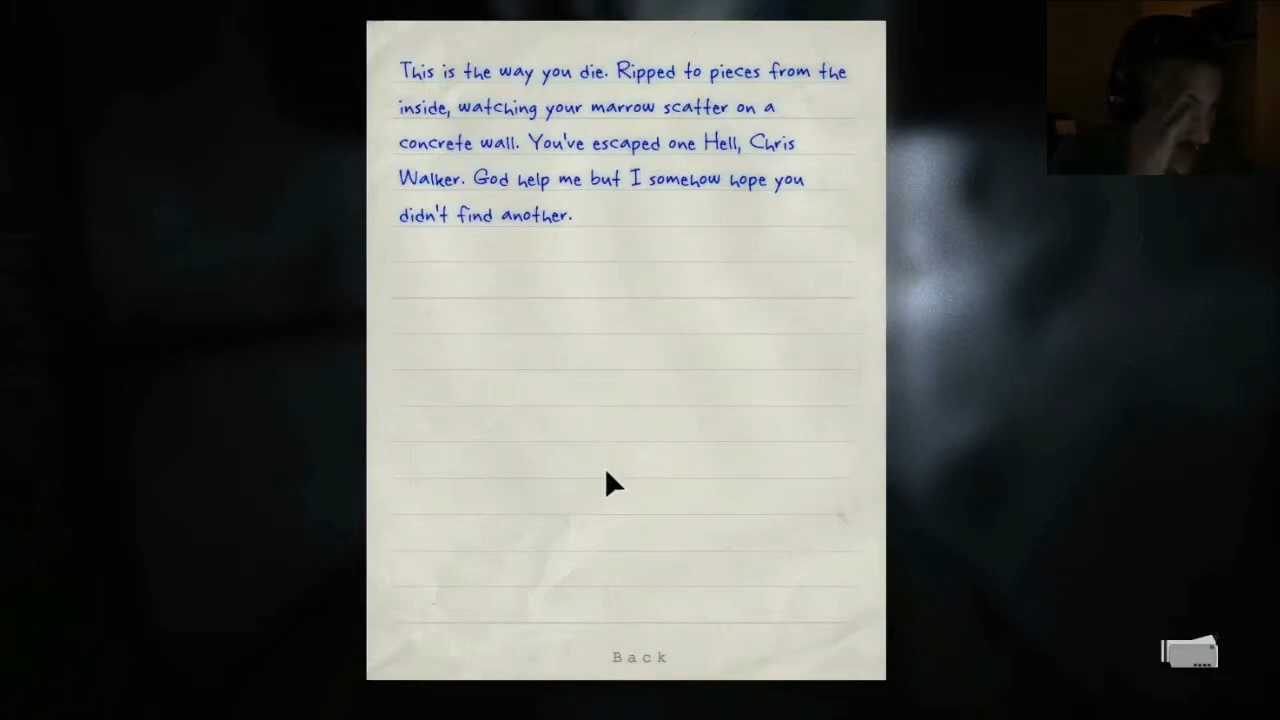 This is the way you die. Ripped to pieces from the
inside, watching your marrow scatter on a
concrete wall. You've escaped one Hell, Chris
Walker. God help me but I somehow hope you
didn't find another.
Back